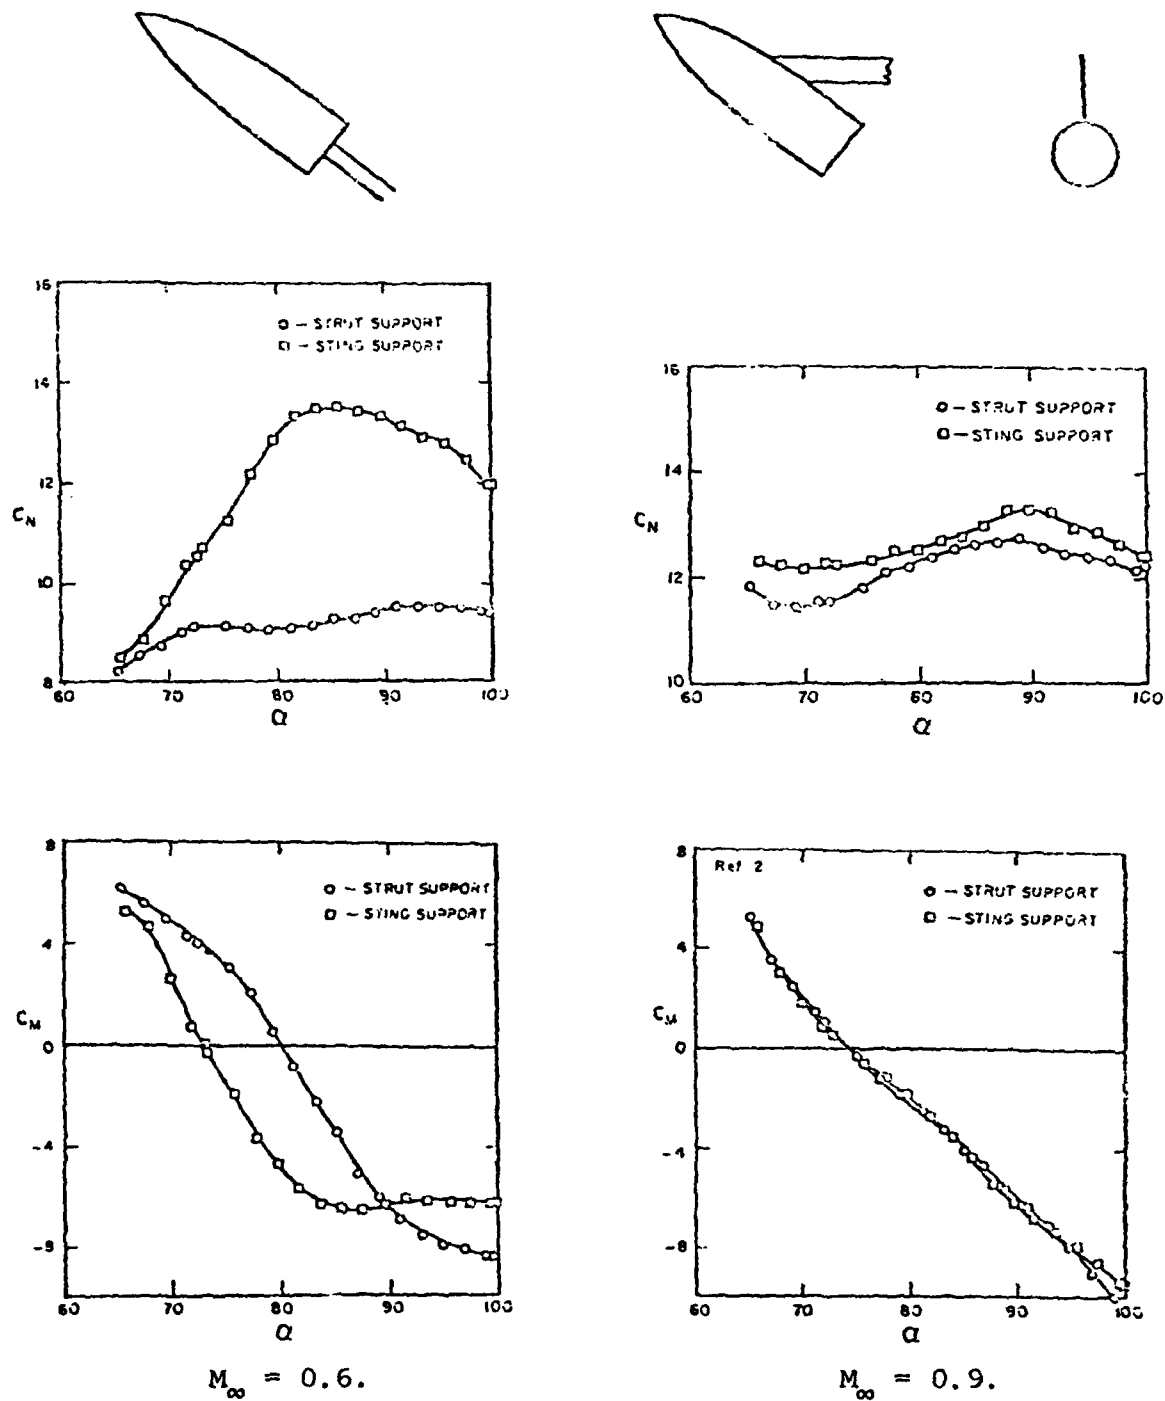 16
14
12
10
8
C_N
○ – STRUT SUPPORT
□ – STING SUPPORT
60 70 80 90 100
α
16
14
12
10
C_N
○ – STRUT SUPPORT
□ – STING SUPPORT
60 70 80 90 100
α
8
4
0
-4
-8
C_M
○ – STRUT SUPPORT
□ – STING SUPPORT
60 70 80 90 100
α
M∞ = 0.6.
8
4
0
-4
-8
C_M
Ref 2
○ – STRUT SUPPORT
□ – STING SUPPORT
60 70 80 90 100
α
M∞ = 0.9.